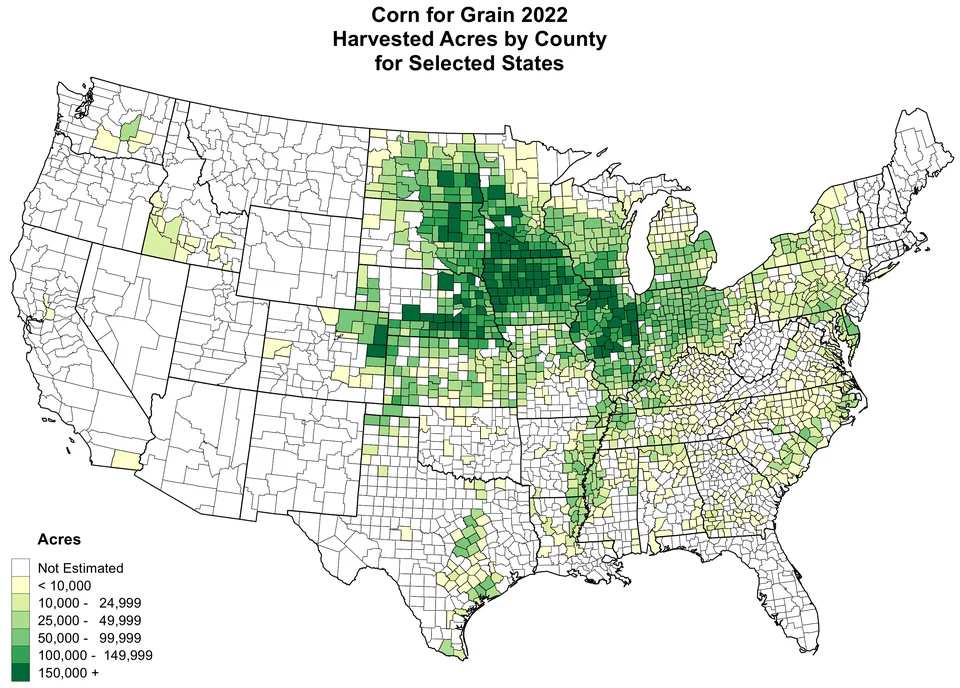 Corn for Grain 2022
Harvested Acres by County
for Selected States
Acres
Not Estimated
< 10,000
10,000 - 24,999
25,000 - 49,999
50,000 - 99,999
100,000 - 149,999
150,000 +